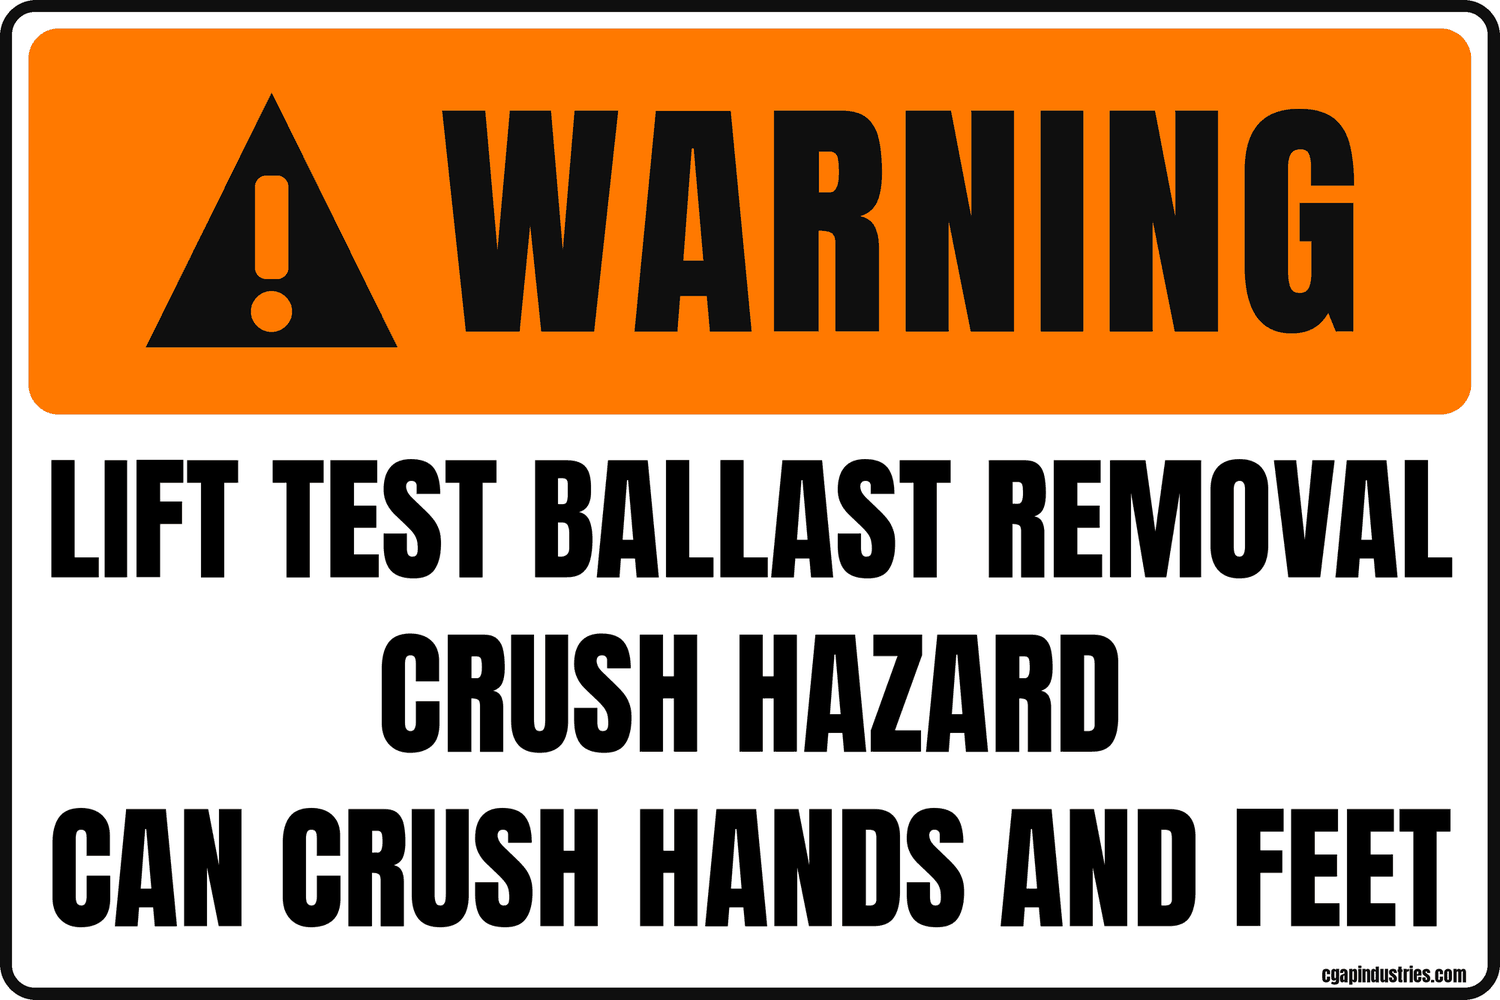 WARNING
LIFT TEST BALLAST REMOVAL
CRUSH HAZARD
CAN CRUSH HANDS AND FEET
cgapindustries.com